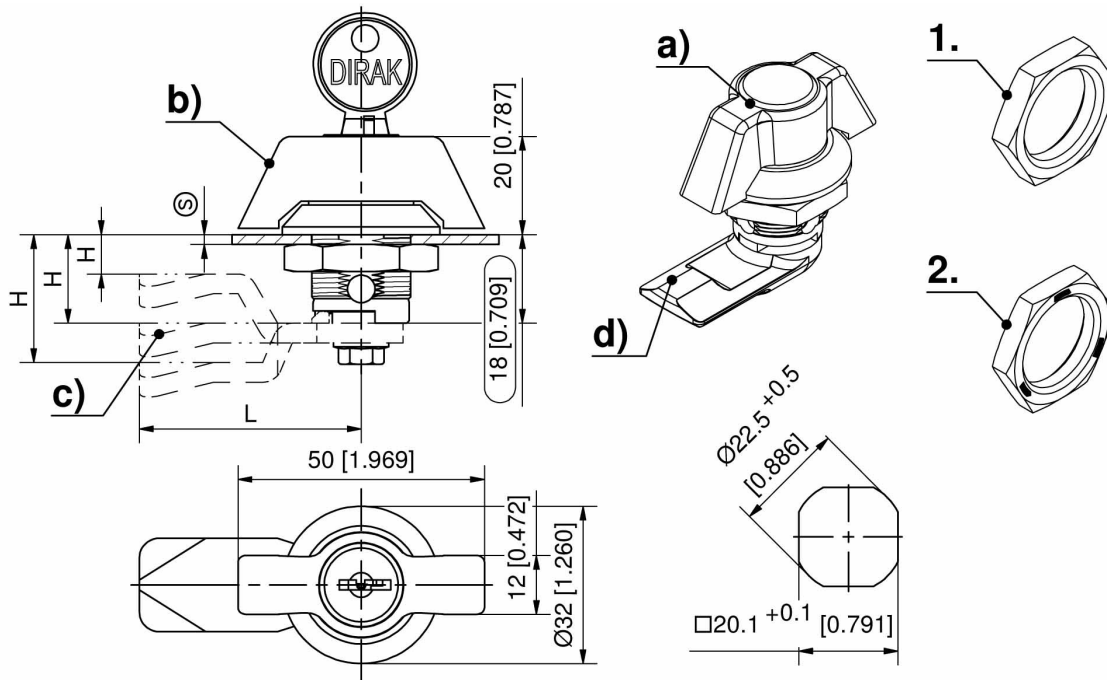 DIRAK
a)
1.
b)
20 [0.787]
Ⓢ
H
H
H
18 [0.709]
c)
L
d)
2.
50 [1.969]
12 [0.472]
Ø32 [1.260]
Ø22.5 +0.5
[0.886]
□20.1 +0.1 [0.791]